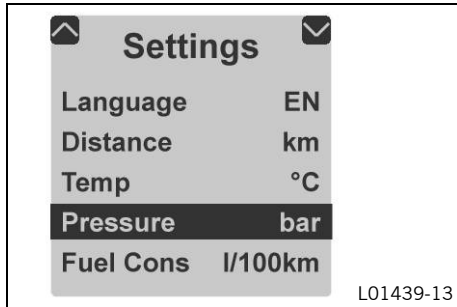 Settings
Language EN
Distance km
Temp °C
Pressure bar
Fuel Cons l/100km
L01439-13